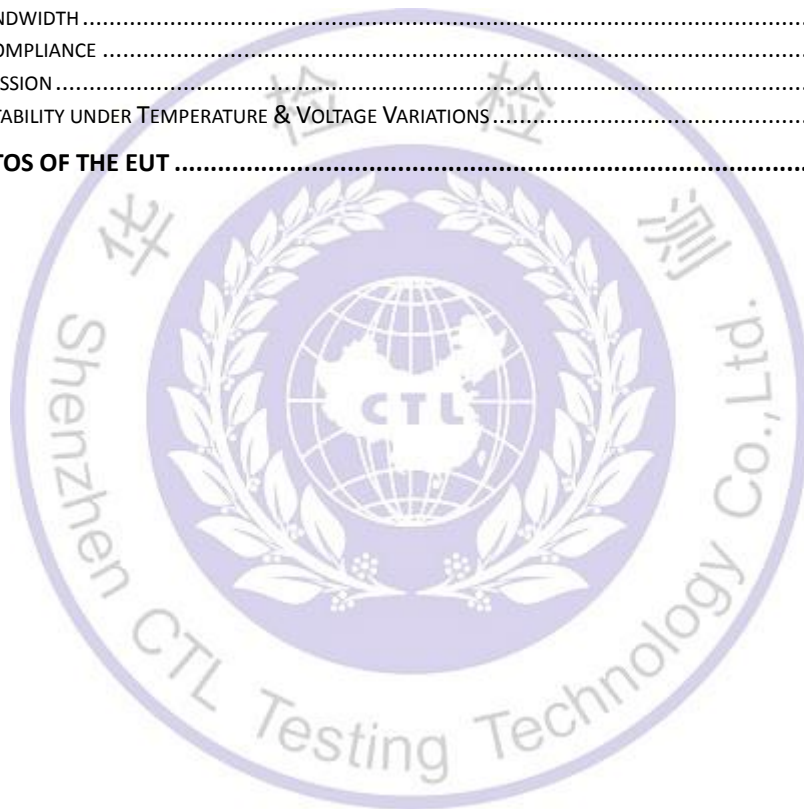 NDWIDTH
OMPLIANCE
SSION
TABILITY UNDER TEMPERATURE & VOLTAGE VARIATIONS
TOS OF THE EUT
华 检 检 测
CTL
Shenzhen CTL Testing Technology Co.,Ltd.